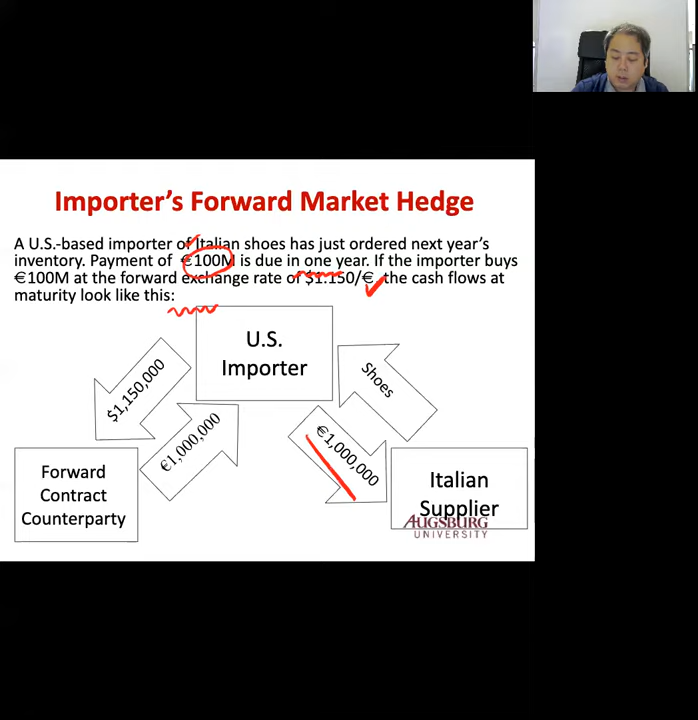 Importer's Forward Market Hedge
A U.S.-based importer of Italian shoes has just ordered next year's
inventory. Payment of €100M is due in one year. If the importer buys
€100M at the forward exchange rate of $1.150/€ the cash flows at
maturity look like this:
U.S.
Importer
$1,150,000
€1,000,000
Shoes
€1,000,000
Forward
Contract
Counterparty
Italian
Supplier
AUGSBURG
UNIVERSITY